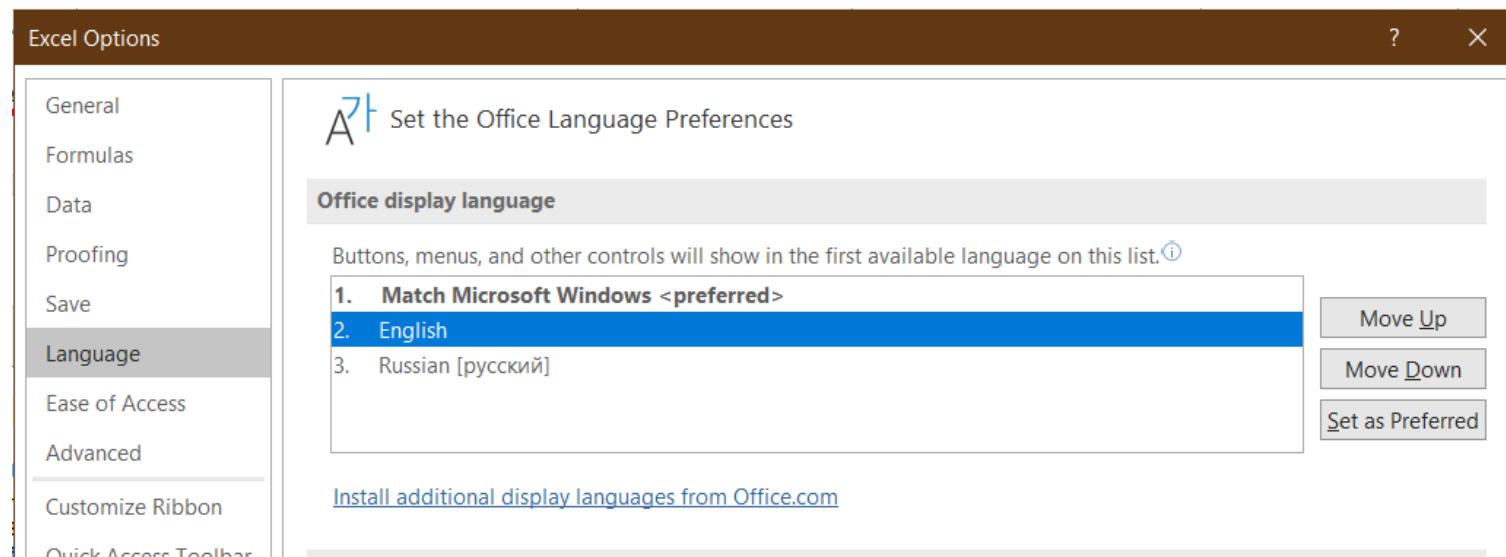 Excel Options
?
General
Formulas
Data
Proofing
Save
Language
Ease of Access
Advanced
Customize Ribbon
Quick Access Toolbar
Set the Office Language Preferences
Office display language
Buttons, menus, and other controls will show in the first available language on this list.
1. Match Microsoft Windows <preferred>
2. English
3. Russian [русский]
Move Up
Move Down
Set as Preferred
Install additional display languages from Office.com